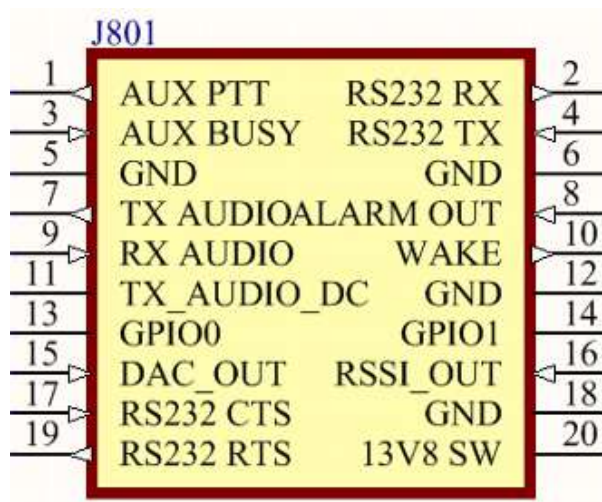 J801
1 AUX PTT RS232 RX 2
3 AUX BUSY RS232 TX 4
5 GND GND 6
7 TX AUDIO ALARM OUT 8
9 RX AUDIO WAKE 10
11 TX_AUDIO_DC GND 12
13 GPIO0 GPIO1 14
15 DAC_OUT RSSI_OUT 16
17 RS232 CTS GND 18
19 RS232 RTS 13V8 SW 20